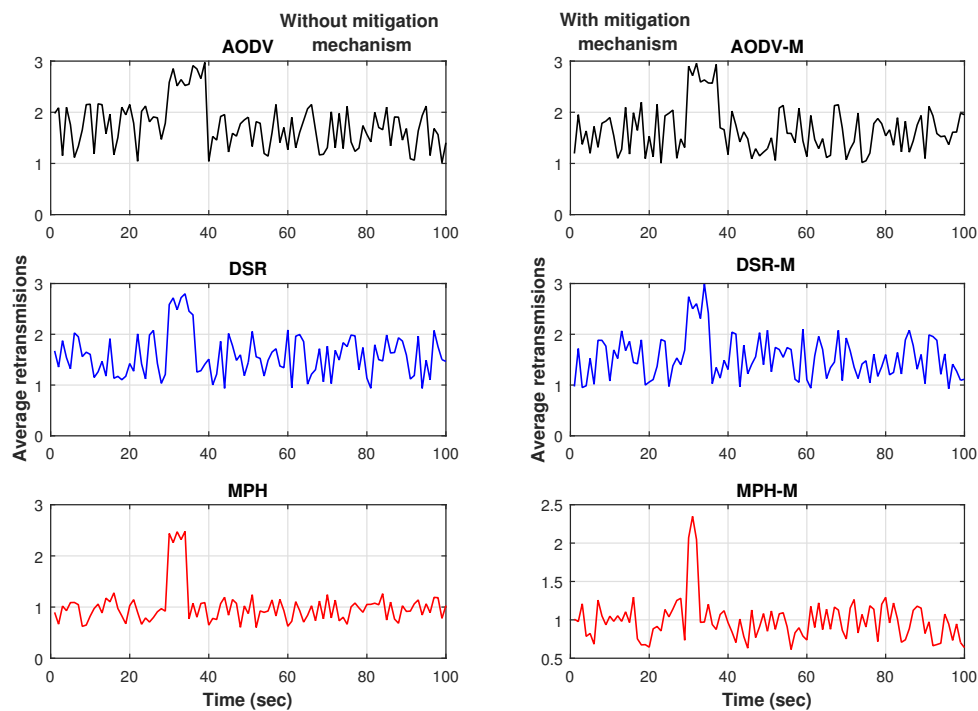 Without mitigation
mechanism
AODV
3
2
1
0
0 20 40 60 80 100
With mitigation
mechanism
AODV-M
3
2
1
0
0 20 40 60 80 100
DSR
3
2
1
0
0 20 40 60 80 100
Average retransmisions
DSR-M
3
2
1
0
0 20 40 60 80 100
Average retransmisions
MPH
3
2
1
0
0 20 40 60 80 100
Time (sec)
MPH-M
2.5
2
1.5
1
0.5
0 20 40 60 80 100
Time (sec)